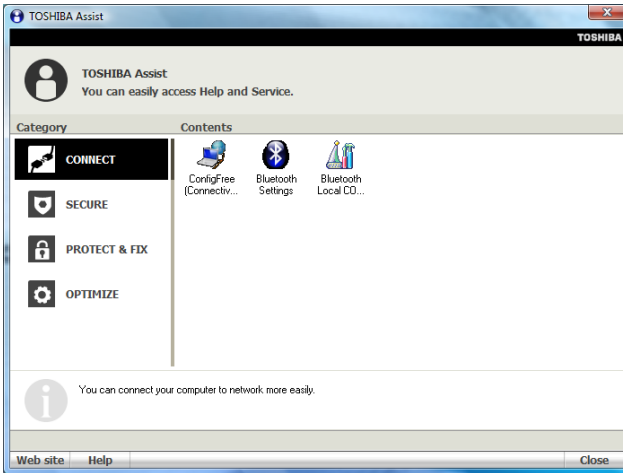 TOSHIBA Assist
TOSHIBA
TOSHIBA Assist
You can easily access Help and Service.
Category
Contents
CONNECT
SECURE
PROTECT & FIX
OPTIMIZE
ConfigFree
(Connectiv...
Bluetooth
Settings
Bluetooth
Local CO...
You can connect your computer to network more easily.
Web site
Help
Close